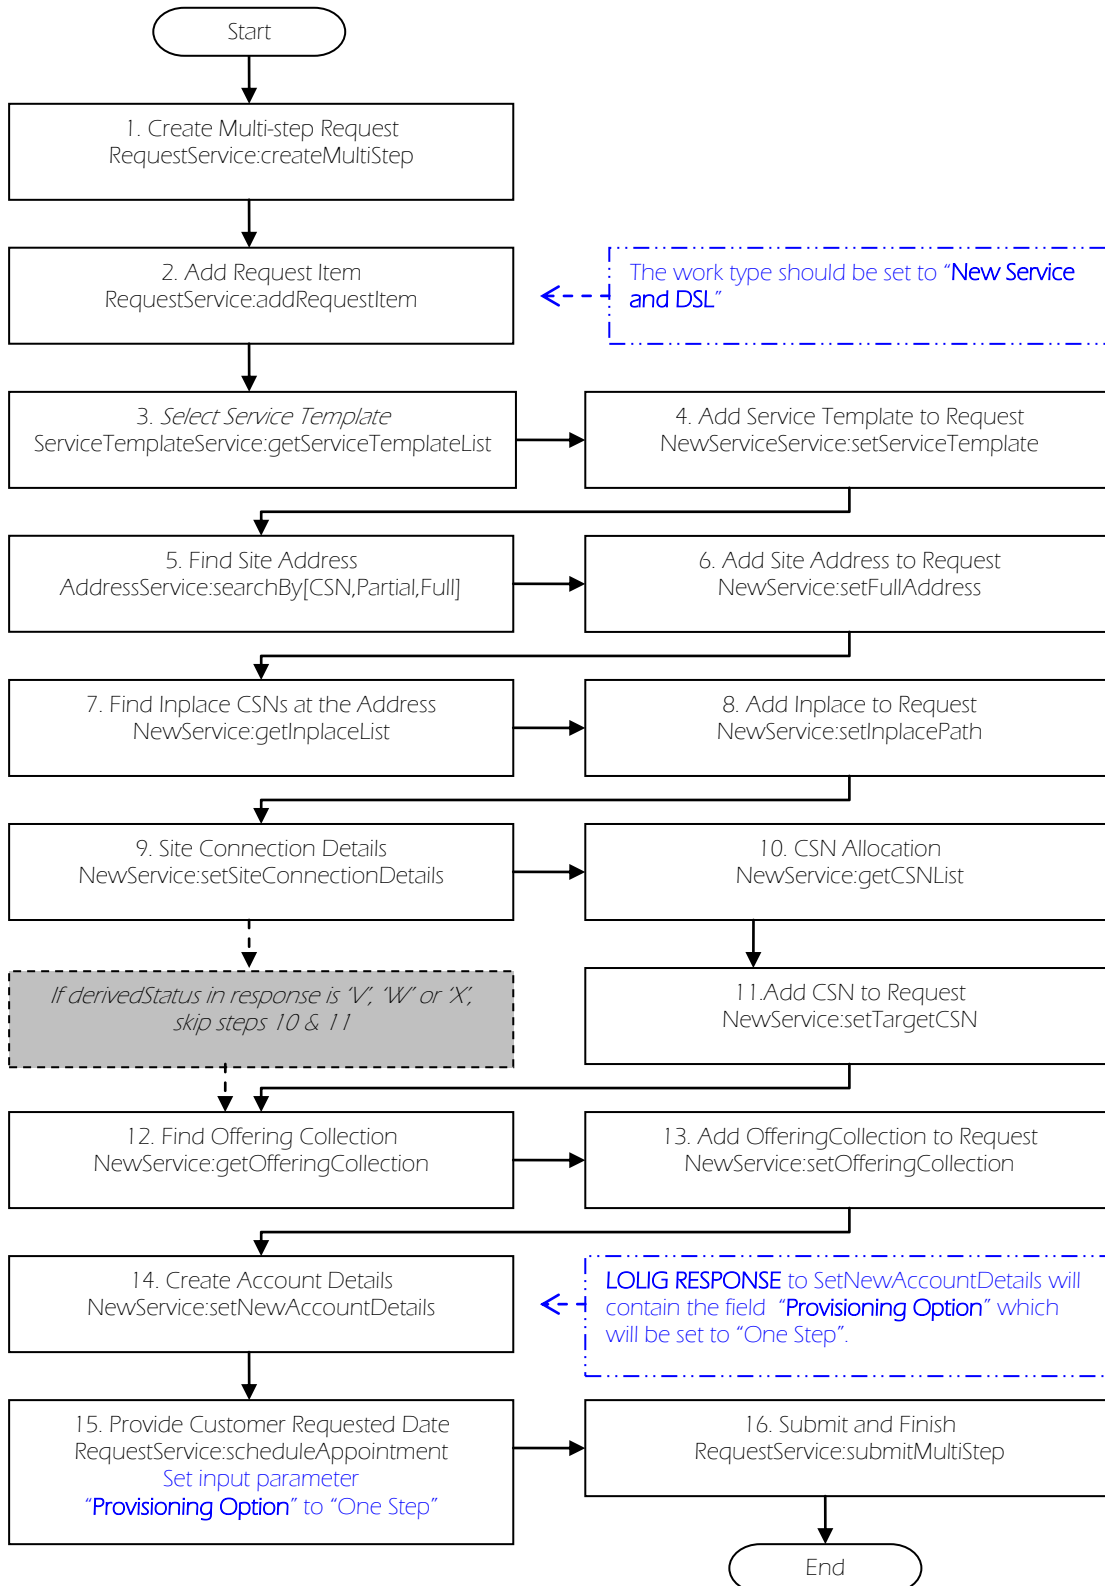 Start
1. Create Multi-step Request
RequestService:createMultiStep
2. Add Request Item
RequestService:addRequestItem
The work type should be set to “New Service
and DSL”
3. Select Service Template
ServiceTemplateService:getServiceTemplateList
4. Add Service Template to Request
NewServiceService:setServiceTemplate
5. Find Site Address
AddressService:searchBy[CSN,Partial,Full]
6. Add Site Address to Request
NewService:setFullAddress
7. Find Inplace CSNs at the Address
NewService:getInplaceList
8. Add Inplace to Request
NewService:setInplacePath
9. Site Connection Details
NewService:setSiteConnectionDetails
10. CSN Allocation
NewService:getCSNList
If derivedStatus in response is ‘V’, ‘W’ or ‘X’,
skip steps 10 & 11
11.Add CSN to Request
NewService:setTargetCSN
12. Find Offering Collection
NewService:getOfferingCollection
13. Add OfferingCollection to Request
NewService:setOfferingCollection
14. Create Account Details
NewService:setNewAccountDetails
LOLIG RESPONSE to SetNewAccountDetails will
contain the field “Provisioning Option” which
will be set to “One Step”.
15. Provide Customer Requested Date
RequestService:scheduleAppointment
Set input parameter
“Provisioning Option” to “One Step”
16. Submit and Finish
RequestService:submitMultiStep
End